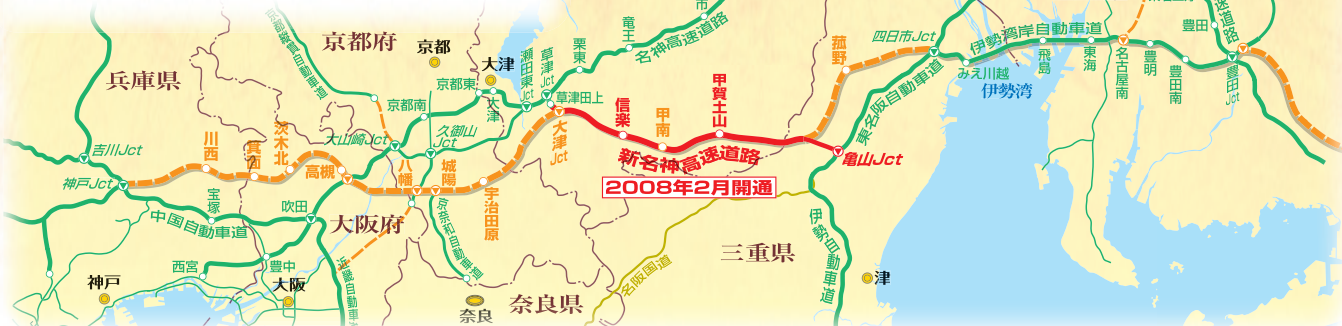 兵庫県
京都府
京都
大津
京都東
大津
瀬田東Jct
草津Jct
栗東
竜王
名神高速道路
草津田上
京都南
久御山Jct
大山崎Jct
吉川Jct
神戸Jct
川西
茨木北
高槻
八幡
城陽
宇治田原
大津Jct
信楽
甲南
甲賀土山
新名神高速道路
2008年2月開通
亀山Jct
菰野
四日市Jct
東名阪自動車道
みえ川越
伊勢湾岸自動車道
伊勢湾
飛島
東海
名古屋南
豊明
豊田南
豊田
豊田Jct
速道路
中国自動車道
宝塚
吹田
大阪府
西宮
豊中
神戸
大阪
京奈和自動車道
奈良
奈良県
名阪国道
三重県
伊勢自動車道
津